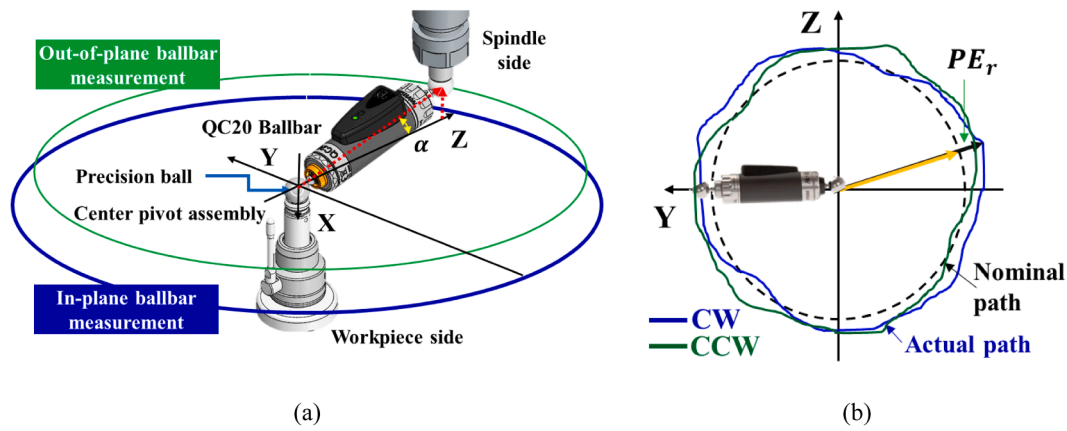 Out-of-plane ballbar
measurement
Spindle
side
QC20 Ballbar
α
Z
Y
Precision ball
Center pivot assembly
X
In-plane ballbar
measurement
Workpiece side
(a)
Z
PEr
Y
Nominal
path
CW
CCW
Actual path
(b)